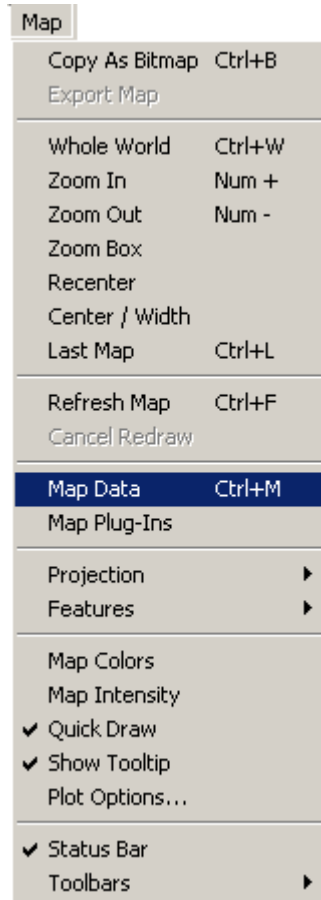 Map
Copy As Bitmap Ctrl+B
Export Map
Whole World Ctrl+W
Zoom In Num +
Zoom Out Num -
Zoom Box
Recenter
Center / Width
Last Map Ctrl+L
Refresh Map Ctrl+F
Cancel Redraw
Map Data Ctrl+M
Map Plug-Ins
Projection
Features
Map Colors
Map Intensity
Quick Draw
Show Tooltip
Plot Options...
Status Bar
Toolbars